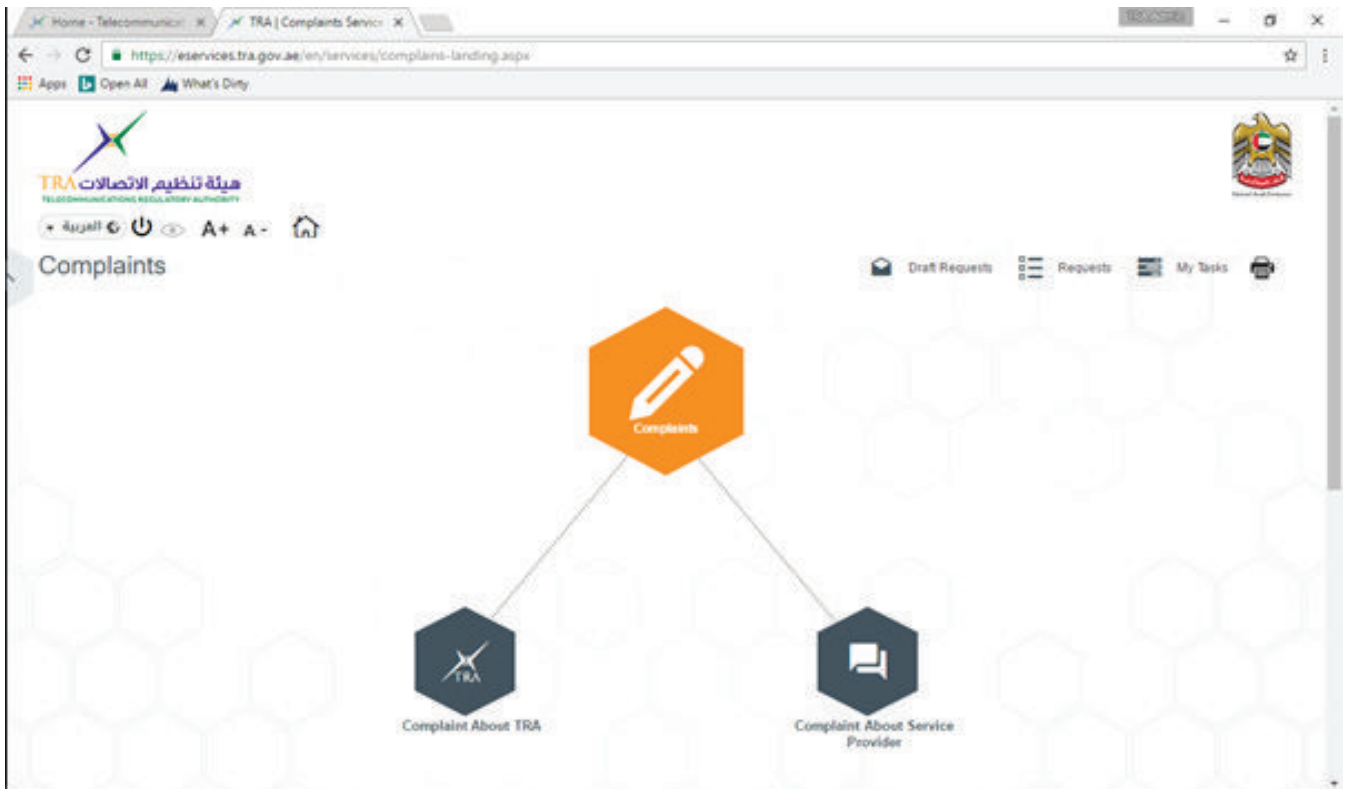 Home - Telecommunicat
TRA | Complaints Service
https://eservices.tra.gov.ae/en/services/complains-landing.aspx
Apps Open All What's Dirty
TRA هيئة تنظيم الاتصالات
TELECOMMUNICATIONS REGULATORY AUTHORITY
العربية A+ A-
Complaints
Draft Requests Requests My Tasks
Complaints
TRA
Complaint About TRA
Complaint About Service
Provider